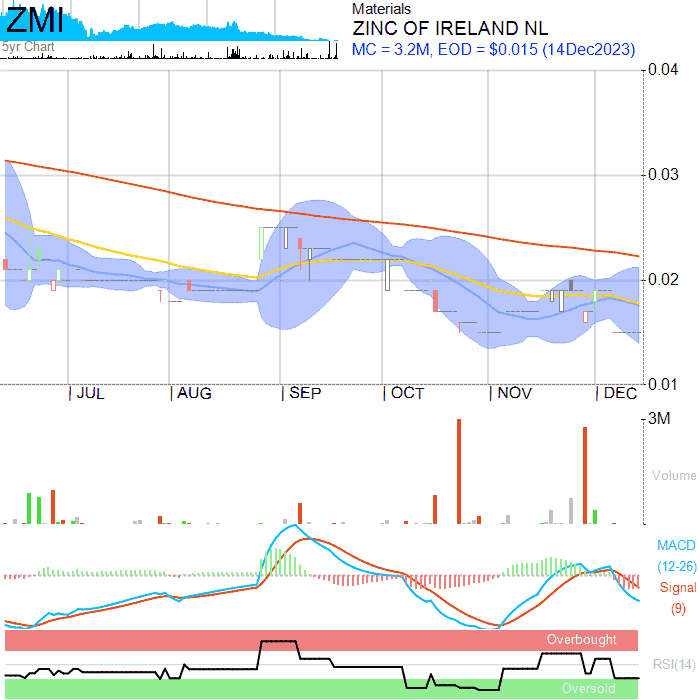 ZMI
5yr Chart
Materials
ZINC OF IRELAND NL
MC = 3.2M, EOD = $0.015 (14Dec2023)
0.04
0.03
0.02
0.01
JUL AUG SEP OCT NOV DEC
3M
Volume
MACD
(12-26)
Signal
(9)
Overbought
RSI(14)
Oversold